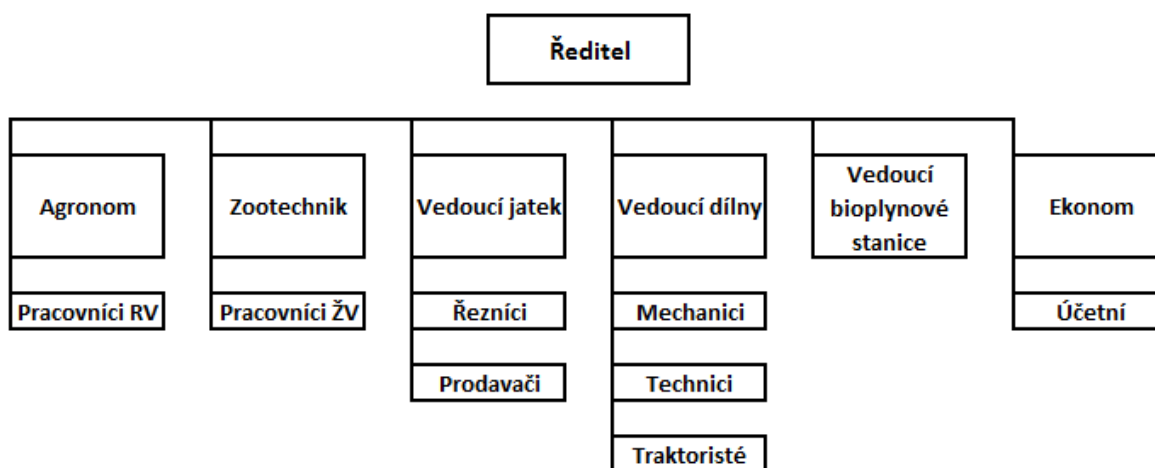 Ředitel
Agronom
Zootechnik
Vedoucí jatek
Vedoucí dílny
Vedoucí
bioplynové
stanice
Ekonom
Pracovníci RV
Pracovníci ŽV
Řezníci
Mechanici
Účetní
Prodavači
Technici
Traktoristé